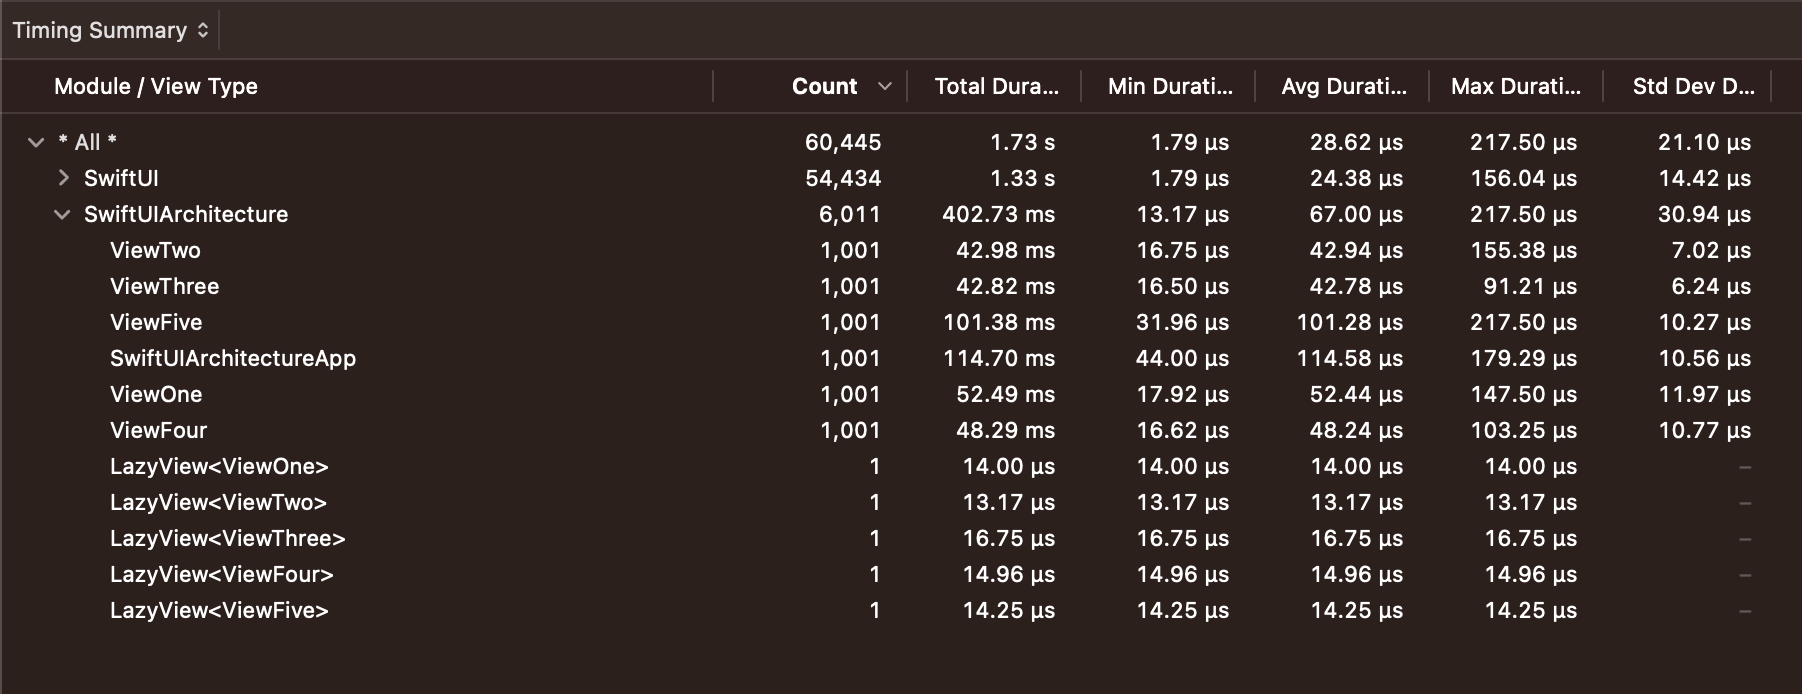 Timing Summary
Module / View Type Count Total Dura... Min Durati... Avg Durati... Max Durati... Std Dev D...
* All * 60,445 1.73 s 1.79 µs 28.62 µs 217.50 µs 21.10 µs
SwiftUI 54,434 1.33 s 1.79 µs 24.38 µs 156.04 µs 14.42 µs
SwiftUIArchitecture 6,011 402.73 ms 13.17 µs 67.00 µs 217.50 µs 30.94 µs
ViewTwo 1,001 42.98 ms 16.75 µs 42.94 µs 155.38 µs 7.02 µs
ViewThree 1,001 42.82 ms 16.50 µs 42.78 µs 91.21 µs 6.24 µs
ViewFive 1,001 101.38 ms 31.96 µs 101.28 µs 217.50 µs 10.27 µs
SwiftUIArchitectureApp 1,001 114.70 ms 44.00 µs 114.58 µs 179.29 µs 10.56 µs
ViewOne 1,001 52.49 ms 17.92 µs 52.44 µs 147.50 µs 11.97 µs
ViewFour 1,001 48.29 ms 16.62 µs 48.24 µs 103.25 µs 10.77 µs
LazyView<ViewOne> 1 14.00 µs 14.00 µs 14.00 µs 14.00 µs –
LazyView<ViewTwo> 1 13.17 µs 13.17 µs 13.17 µs 13.17 µs –
LazyView<ViewThree> 1 16.75 µs 16.75 µs 16.75 µs 16.75 µs –
LazyView<ViewFour> 1 14.96 µs 14.96 µs 14.96 µs 14.96 µs –
LazyView<ViewFive> 1 14.25 µs 14.25 µs 14.25 µs 14.25 µs –